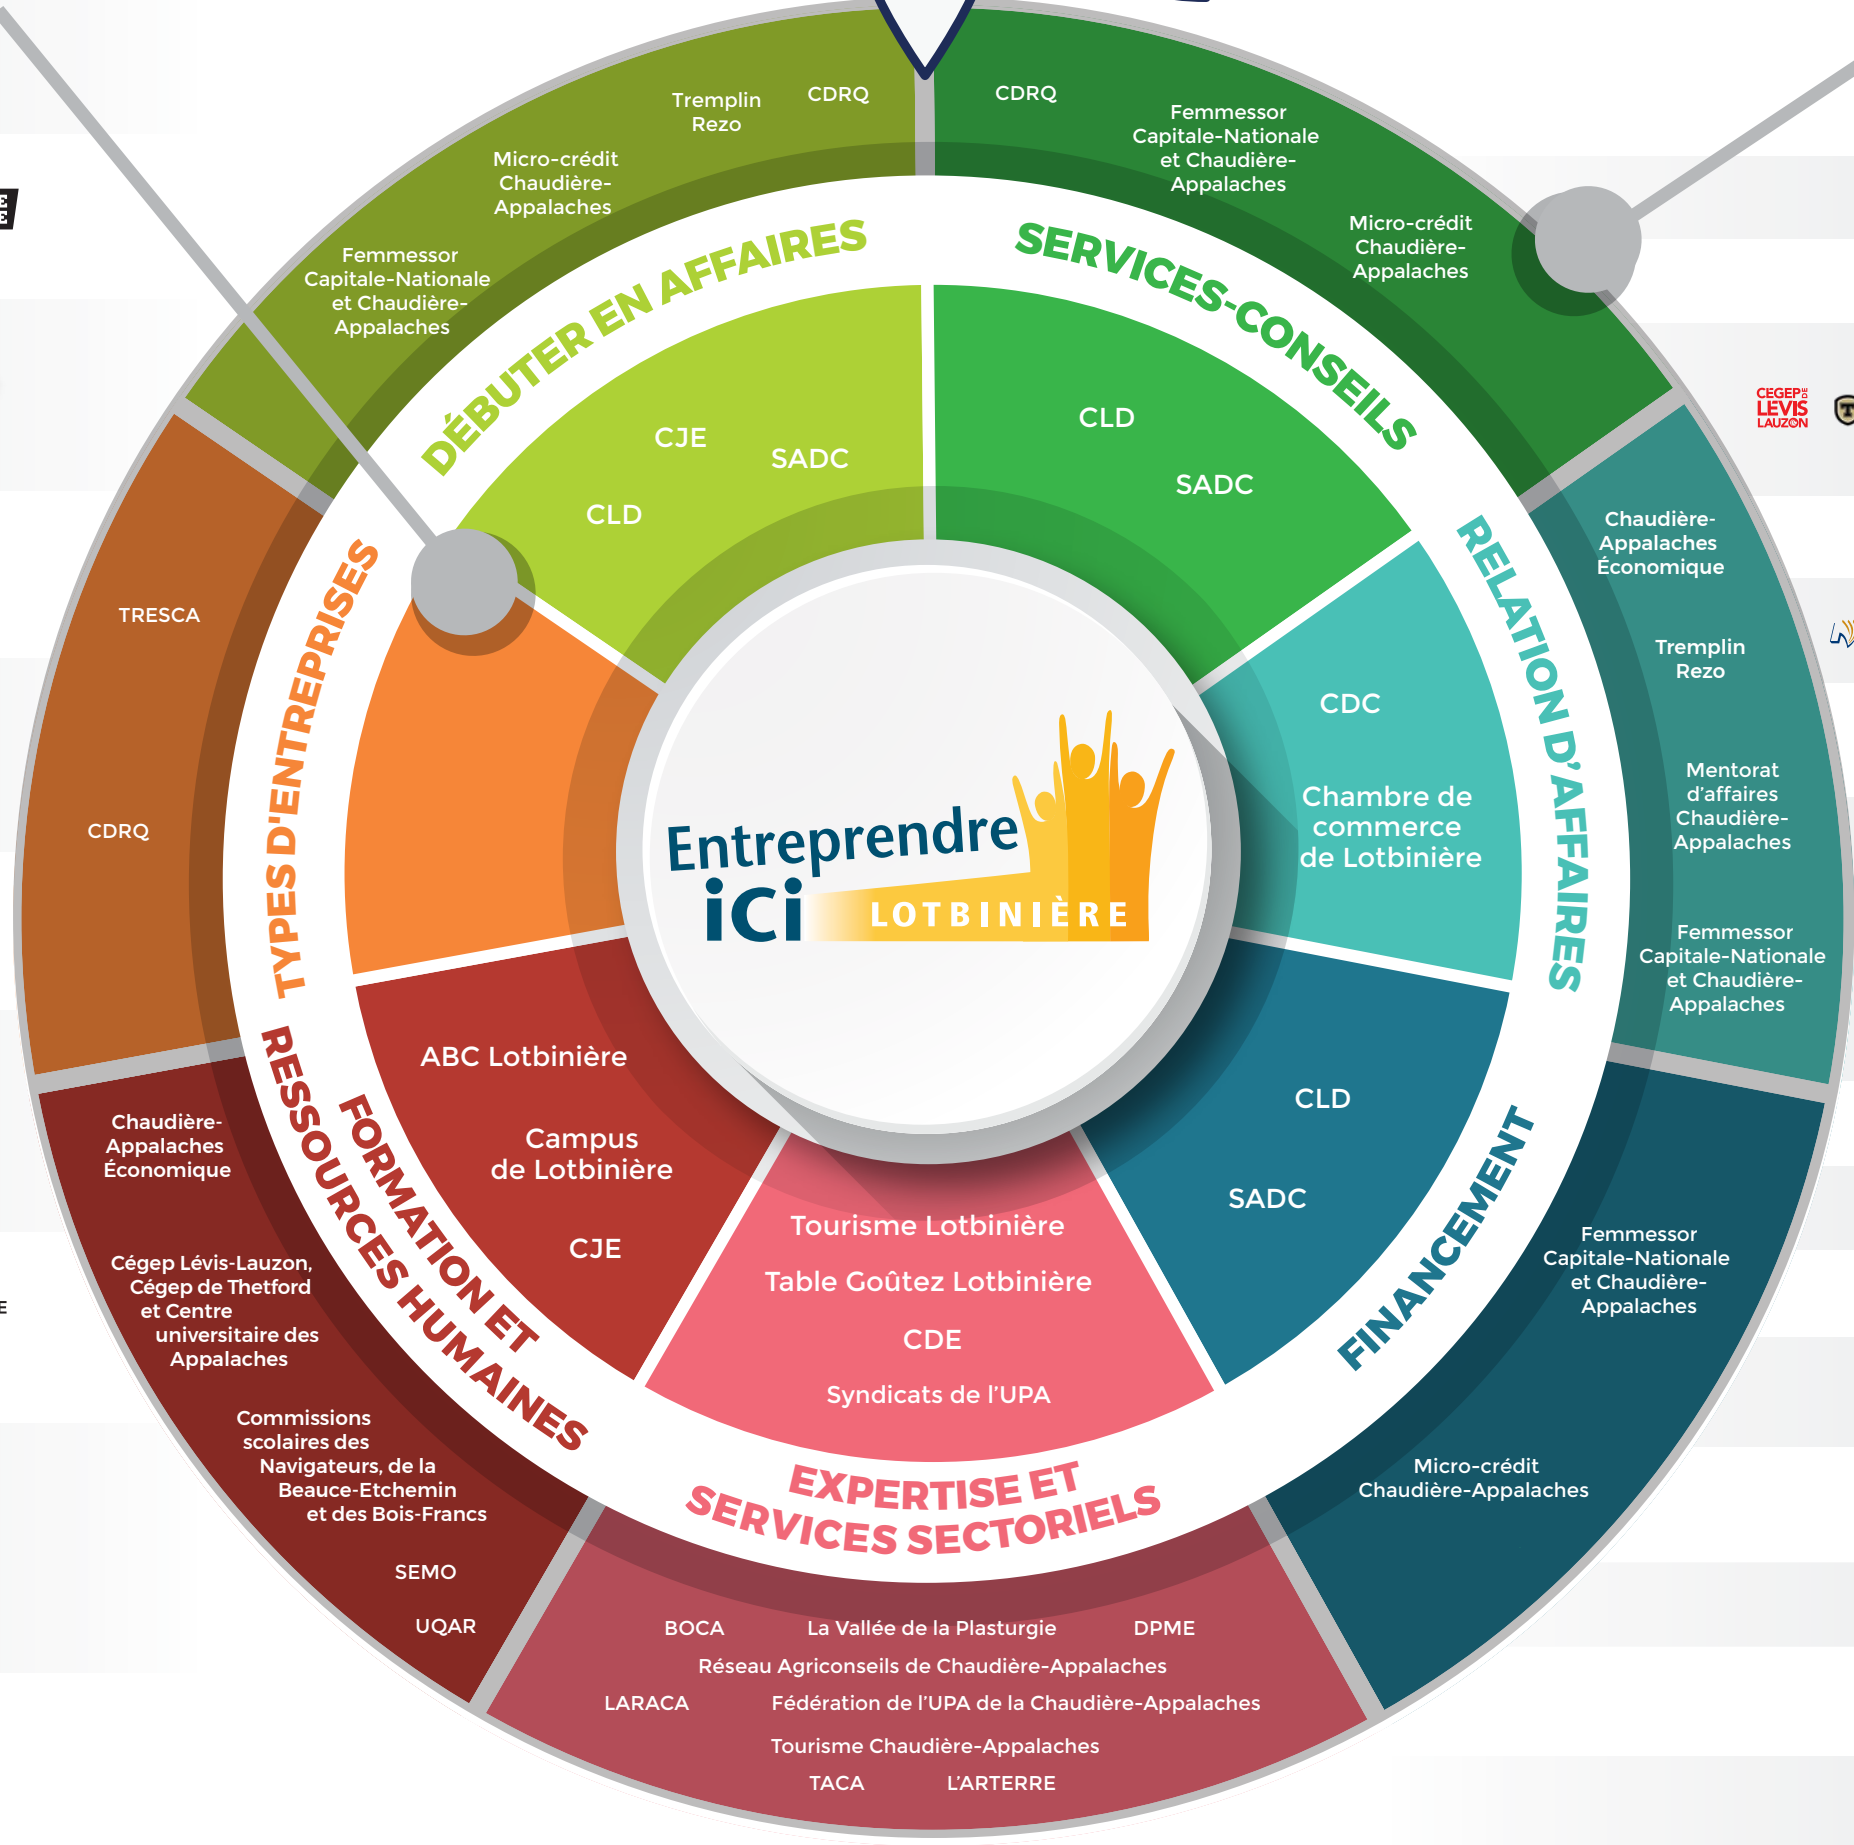 Tremplin
Rezo
CDRQ
Micro-crédit
Chaudière-
Appalaches
Femmessor
Capitale-Nationale
et Chaudière-
Appalaches
DÉBUTER EN AFFAIRES
CJE
SADC
CLD
CDRQ
Femmessor
Capitale-Nationale
et Chaudière-
Appalaches
Micro-crédit
Chaudière-
Appalaches
SERVICES-CONSEILS
CLD
SADC
CÉGEP DE
LÉVIS
LAUZON
T
Chaudière-
Appalaches
Économique
Tremplin
Rezo
Mentorat
d'affaires
Chaudière-
Appalaches
Femmessor
Capitale-Nationale
et Chaudière-
Appalaches
RELATION D'AFFAIRES
CDC
Chambre de
commerce
de Lotbinière
TYPES D'ENTREPRISES
TRESCA
CDRQ
Entreprendre
iCi
LOTBINIÈRE
FINANCEMENT
CLD
SADC
Femmessor
Capitale-Nationale
et Chaudière-
Appalaches
Micro-crédit
Chaudière-Appalaches
FORMATION ET
RESSOURCES HUMAINES
ABC Lotbinière
Campus
de Lotbinière
CJE
Chaudière-
Appalaches
Économique
Cégep Lévis-Lauzon,
Cégep de Thetford
et Centre
universitaire des
Appalaches
Commissions
scolaires des
Navigateurs, de la
Beauce-Etchemin
et des Bois-Francs
SEMO
UQAR
E
Tourisme Lotbinière
Table Goûtez Lotbinière
CDE
Syndicats de l'UPA
EXPERTISE ET
SERVICES SECTORIELS
BOCA
La Vallée de la Plasturgie
DPME
Réseau Agriconseils de Chaudière-Appalaches
LARACA
Fédération de l'UPA de la Chaudière-Appalaches
Tourisme Chaudière-Appalaches
TACA
L'ARTERRE